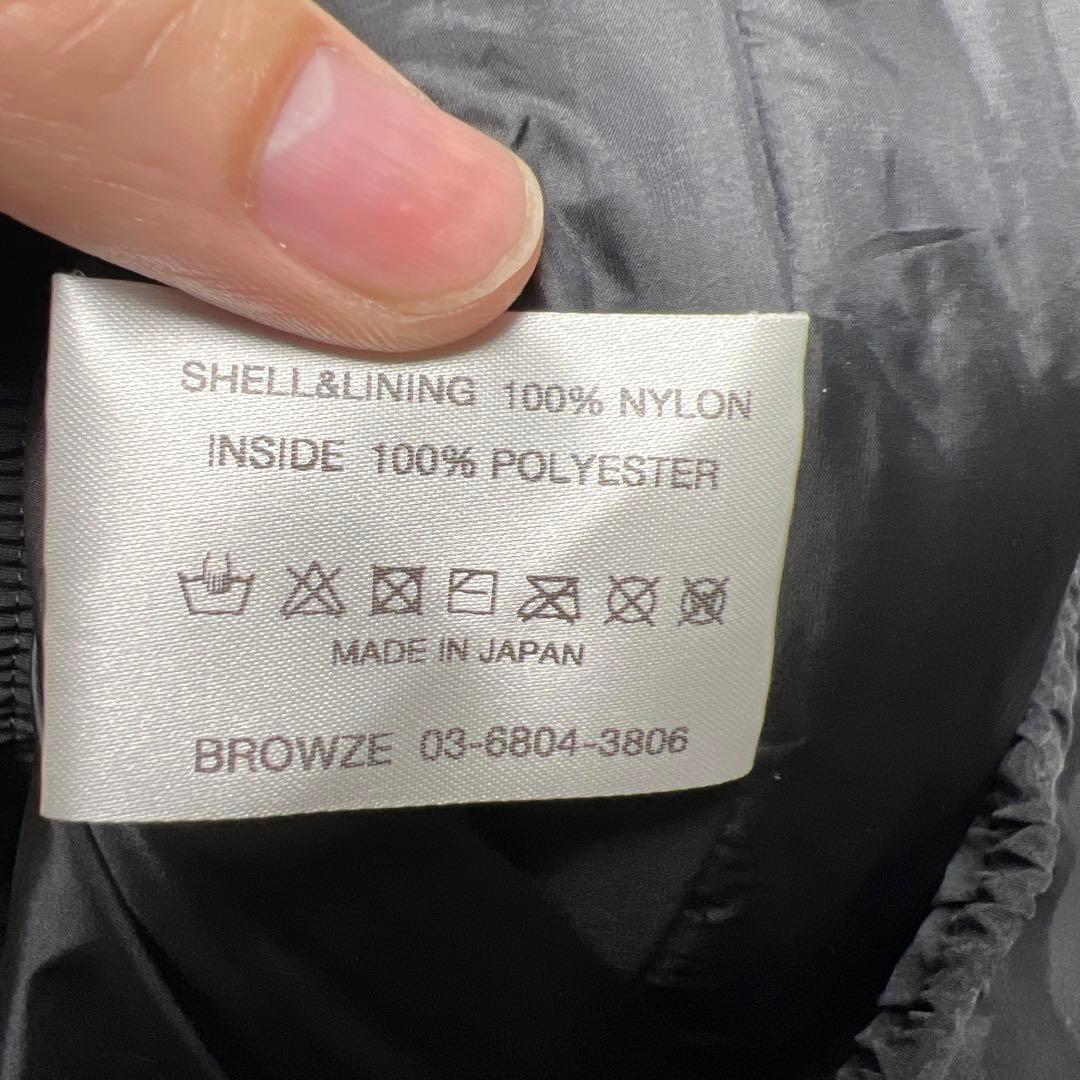 SHELL&LINING 100% NYLON
INSIDE 100% POLYESTER
MADE IN JAPAN
BROWZE 03-6804-3806